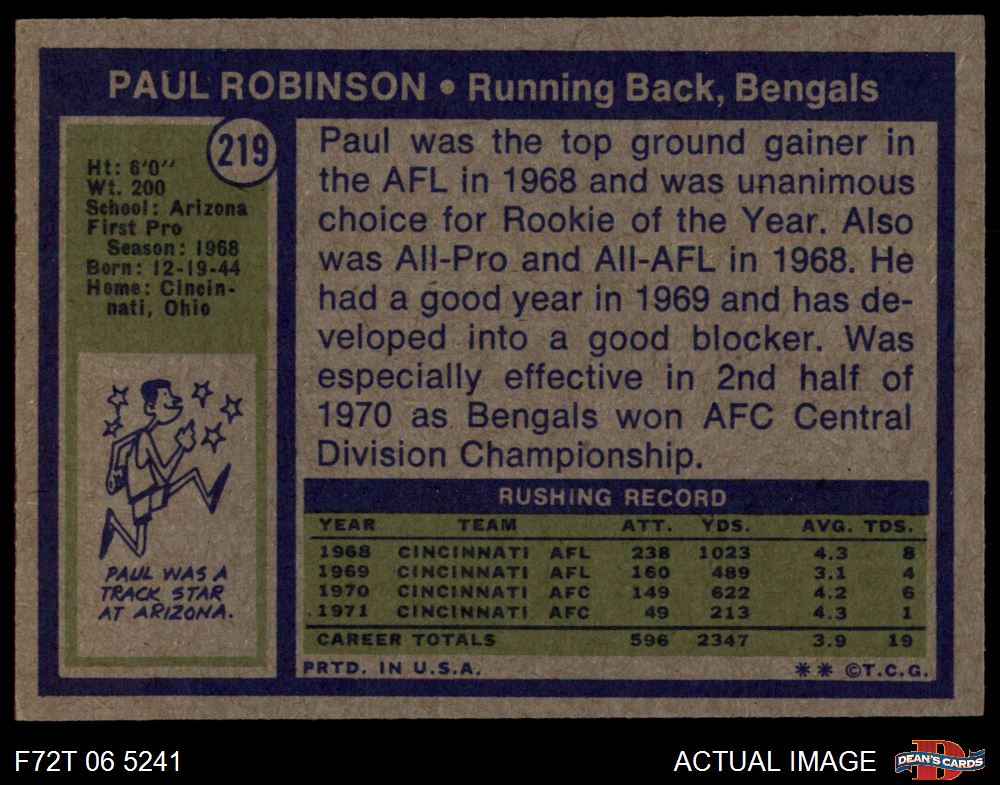 PAUL ROBINSON • Running Back, Bengals
219
Ht: 6'0"
Wt. 200
School: Arizona
First Pro
Season: 1968
Born: 12-19-44
Home: Cincin-
nati, Ohio
PAUL WAS A
TRACK STAR
AT ARIZONA.
Paul was the top ground gainer in
the AFL in 1968 and was unanimous
choice for Rookie of the Year. Also
was All-Pro and All-AFL in 1968. He
had a good year in 1969 and has de-
veloped into a good blocker. Was
especially effective in 2nd half of
1970 as Bengals won AFC Central
Division Championship.
RUSHING RECORD
YEAR TEAM ATT. YDS. AVG. TDS.
1968 CINCINNATI AFL 238 1023 4.3 8
1969 CINCINNATI AFL 160 489 3.1 4
1970 CINCINNATI AFC 149 622 4.2 6
1971 CINCINNATI AFC 49 213 4.3 1
CAREER TOTALS 596 2347 3.9 19
PRTD. IN U.S.A. ** ©T.C.G.
F72T 06 5241 ACTUAL IMAGE
D
DEAN'S CARDS